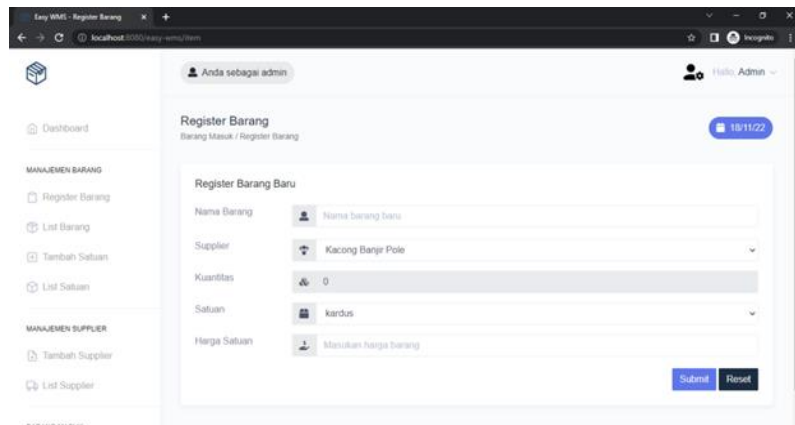 Easy WMS - Register Barang
localhost:8080/easy-wms/item
Incognito
Anda sebagai admin
Hallo, Admin
Dashboard
Register Barang
Barang Masuk / Register Barang
18/11/22
MANAJEMEN BARANG
Register Barang
List Barang
Tambah Satuan
List Satuan
MANAJEMEN SUPPLIER
Tambah Supplier
List Supplier
Register Barang Baru
Nama Barang
Nama barang baru
Supplier
Kacong Banjir Pole
Kuantitas
0
Satuan
kardus
Harga Satuan
Masukan harga barang
Submit
Reset